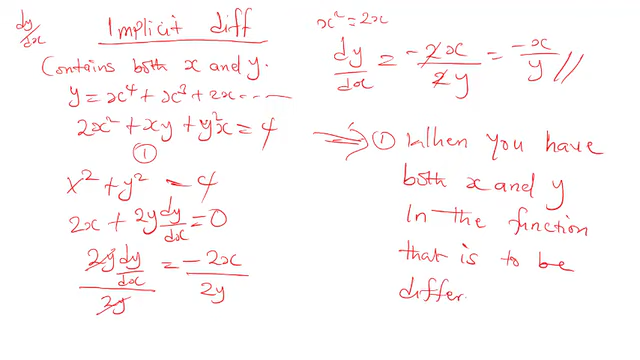 dy/dx
Implicit diff
Contains both x and y.
y = x⁴ + x³ + 2x ....
2x² + xy + y²x = 4
①
x² + y² = 4
2x + 2y dy/dx = 0
2y dy/dx / 2y = -2x / 2y
x² = 2x
dy/dx = -2x / 2y = -x / y //
① When you have
both x and y
In the function
that is to be
differ.